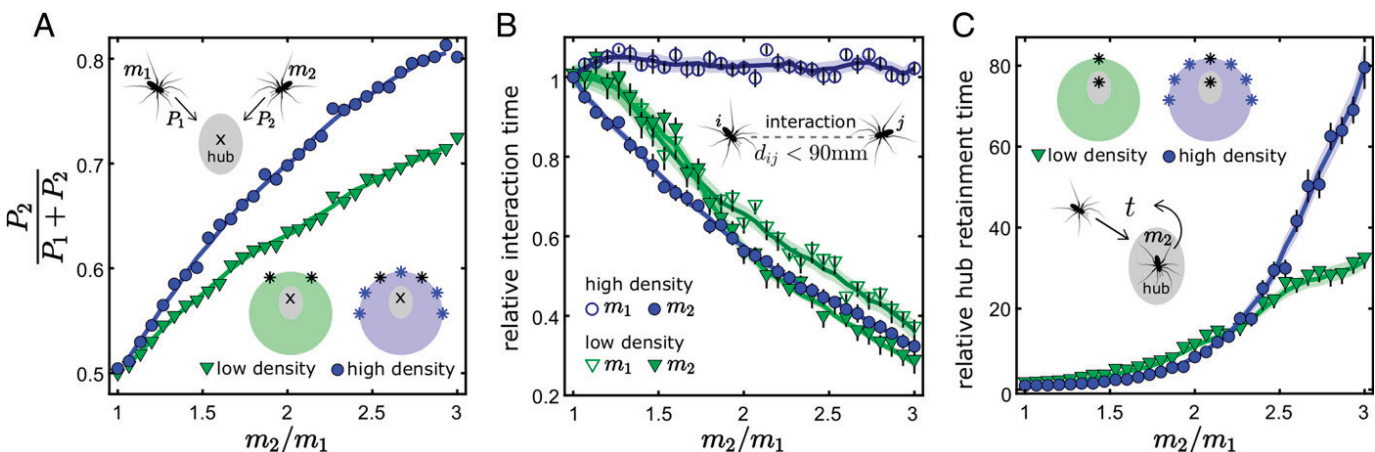 A
P₂
P₁ + P₂
0.8
0.7
0.6
0.5
m₁
m₂
P₁
P₂
x
hub
x
x
low density
high density
1
1.5
2
2.5
3
m₂/m₁
B
relative interaction time
1
0.8
0.6
0.4
0.2
i
interaction
j
dᵢⱼ < 90mm
high density
m₁
m₂
low density
m₁
m₂
1
1.5
2
2.5
3
m₂/m₁
C
relative hub retainment time
80
60
40
20
0
low density
high density
t
m₂
hub
1
1.5
2
2.5
3
m₂/m₁